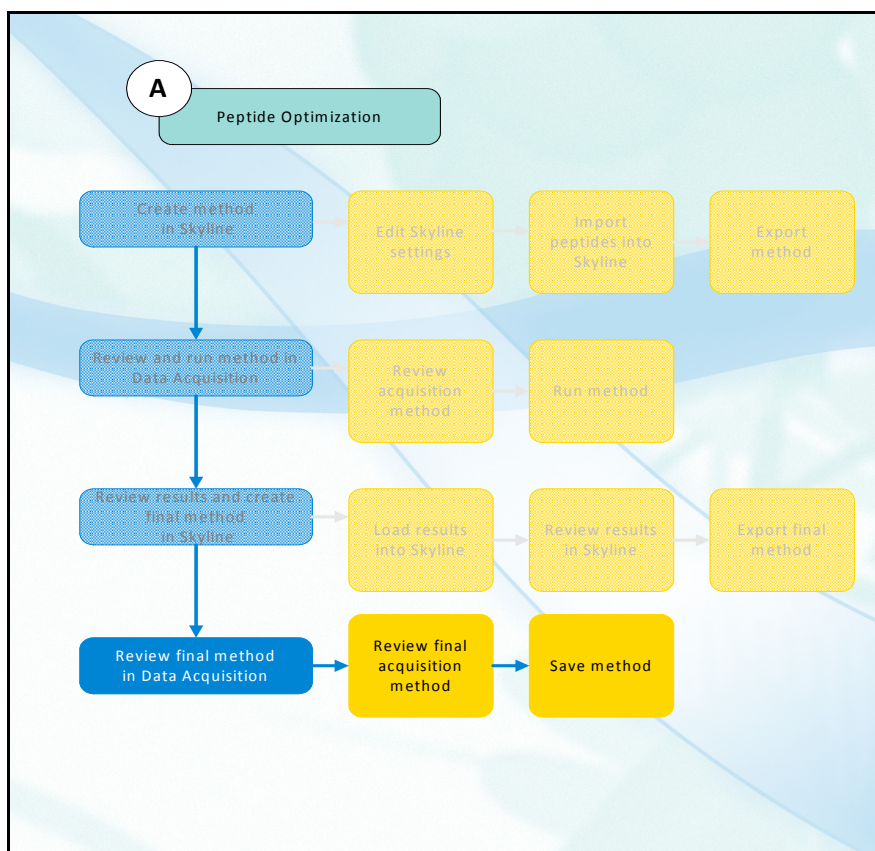 A
Peptide Optimization
Create method
in Skyline
Edit Skyline
settings
Import
peptides into
Skyline
Export
method
Review and run method in
Data Acquisition
Review
acquisition
method
Run method
Review results and create
final method
in Skyline
Load results
into Skyline
Review results
in Skyline
Export final
method
Review final method
in Data Acquisition
Review final
acquisition
method
Save method